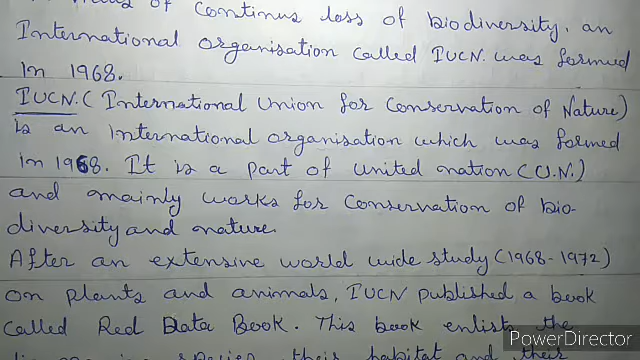 of Continus loss of biodiversity, an
International organisation called IUCN. was formed
In 1968.
IUCN. ( International Union for Conservation of Nature)
is an International organisation which was formed
in 1968. It is a part of united nation (U.N.)
and mainly works for Conservation of bio-
diversity and nature.
After an extensive world wide study (1968-1972)
on plants and animals, IUCN published a book
called Red Data Book. This book enlists the
species, their habitat and their
PowerDirector